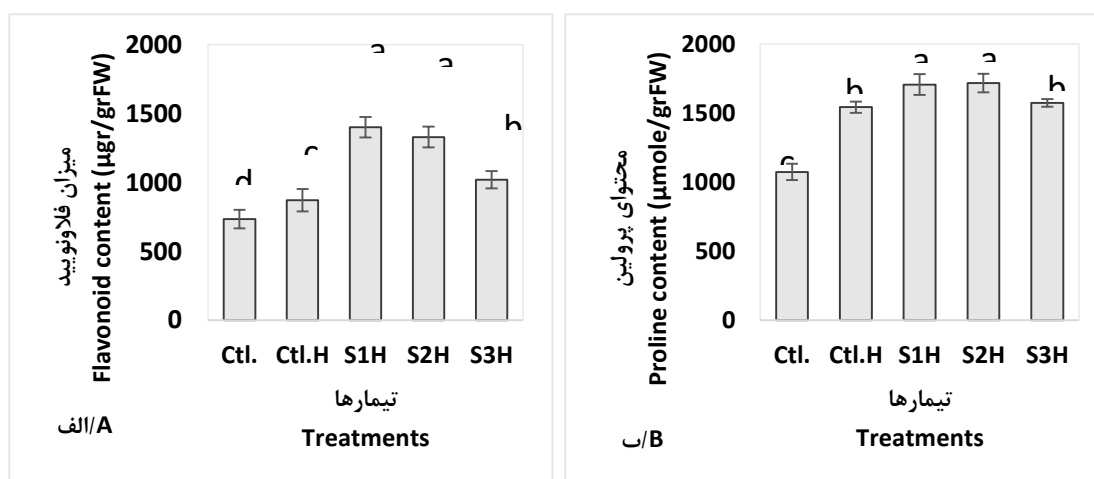 2000
1500
1000
500
0
a
a
b
c
d
میزان فلاونویید
Flavonoid content (µgr/grFW)
Ctl. Ctl.H S1H S2H S3H
تیمارها
Treatments
الف/A
2000
1500
1000
500
0
a
a
b
b
c
محتوای پرولین
Proline content (µmole/grFW)
Ctl. Ctl.H S1H S2H S3H
تیمارها
Treatments
ب/B